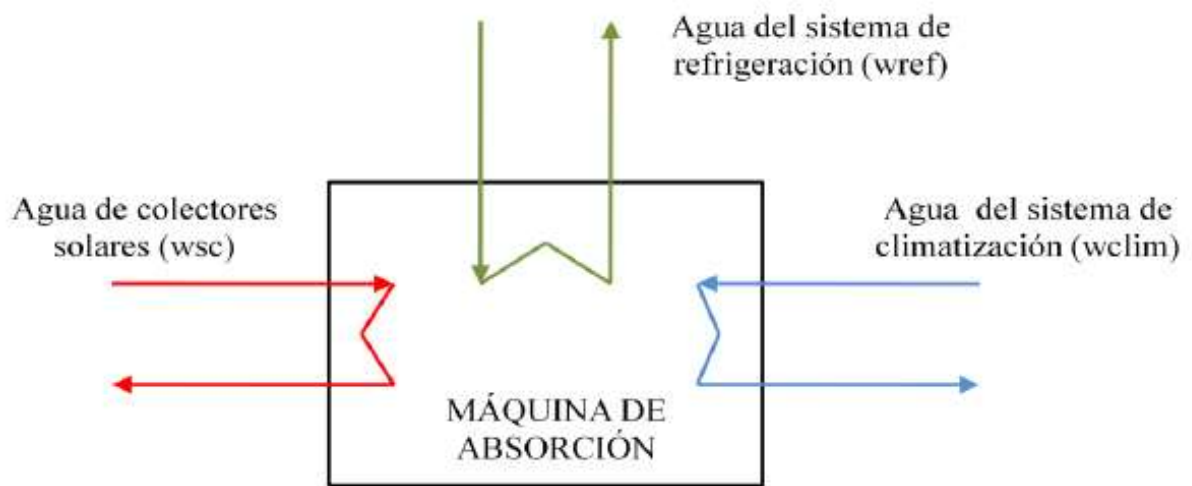 Agua del sistema de
refrigeración (wref)
Agua de colectores
solares (wsc)
Agua del sistema de
climatización (wclim)
MÁQUINA DE
ABSORCIÓN